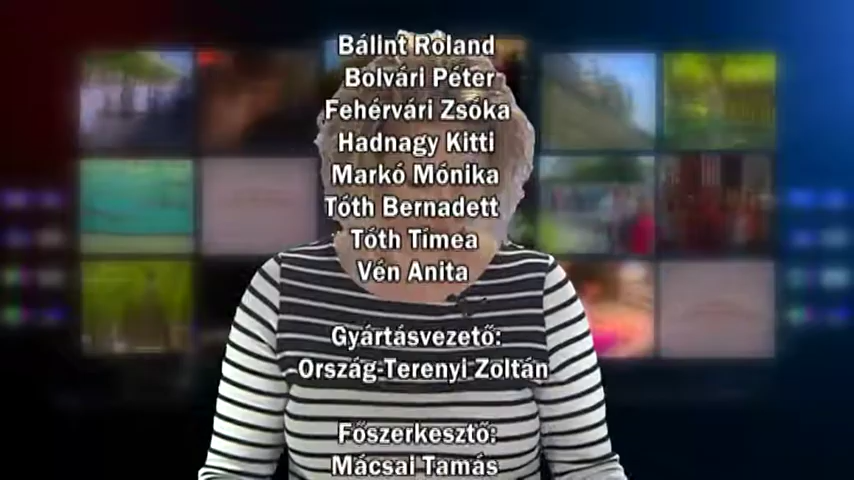 Bálint Roland
Bolvári Péter
Fehérvári Zsóka
Hadnagy Kitti
Markó Mónika
Tóth Bernadett
Tóth Tímea
Vén Anita
Gyártásvezető:
Ország-Terenyi Zoltán
Főszerkesztő:
Mácsai Tamás